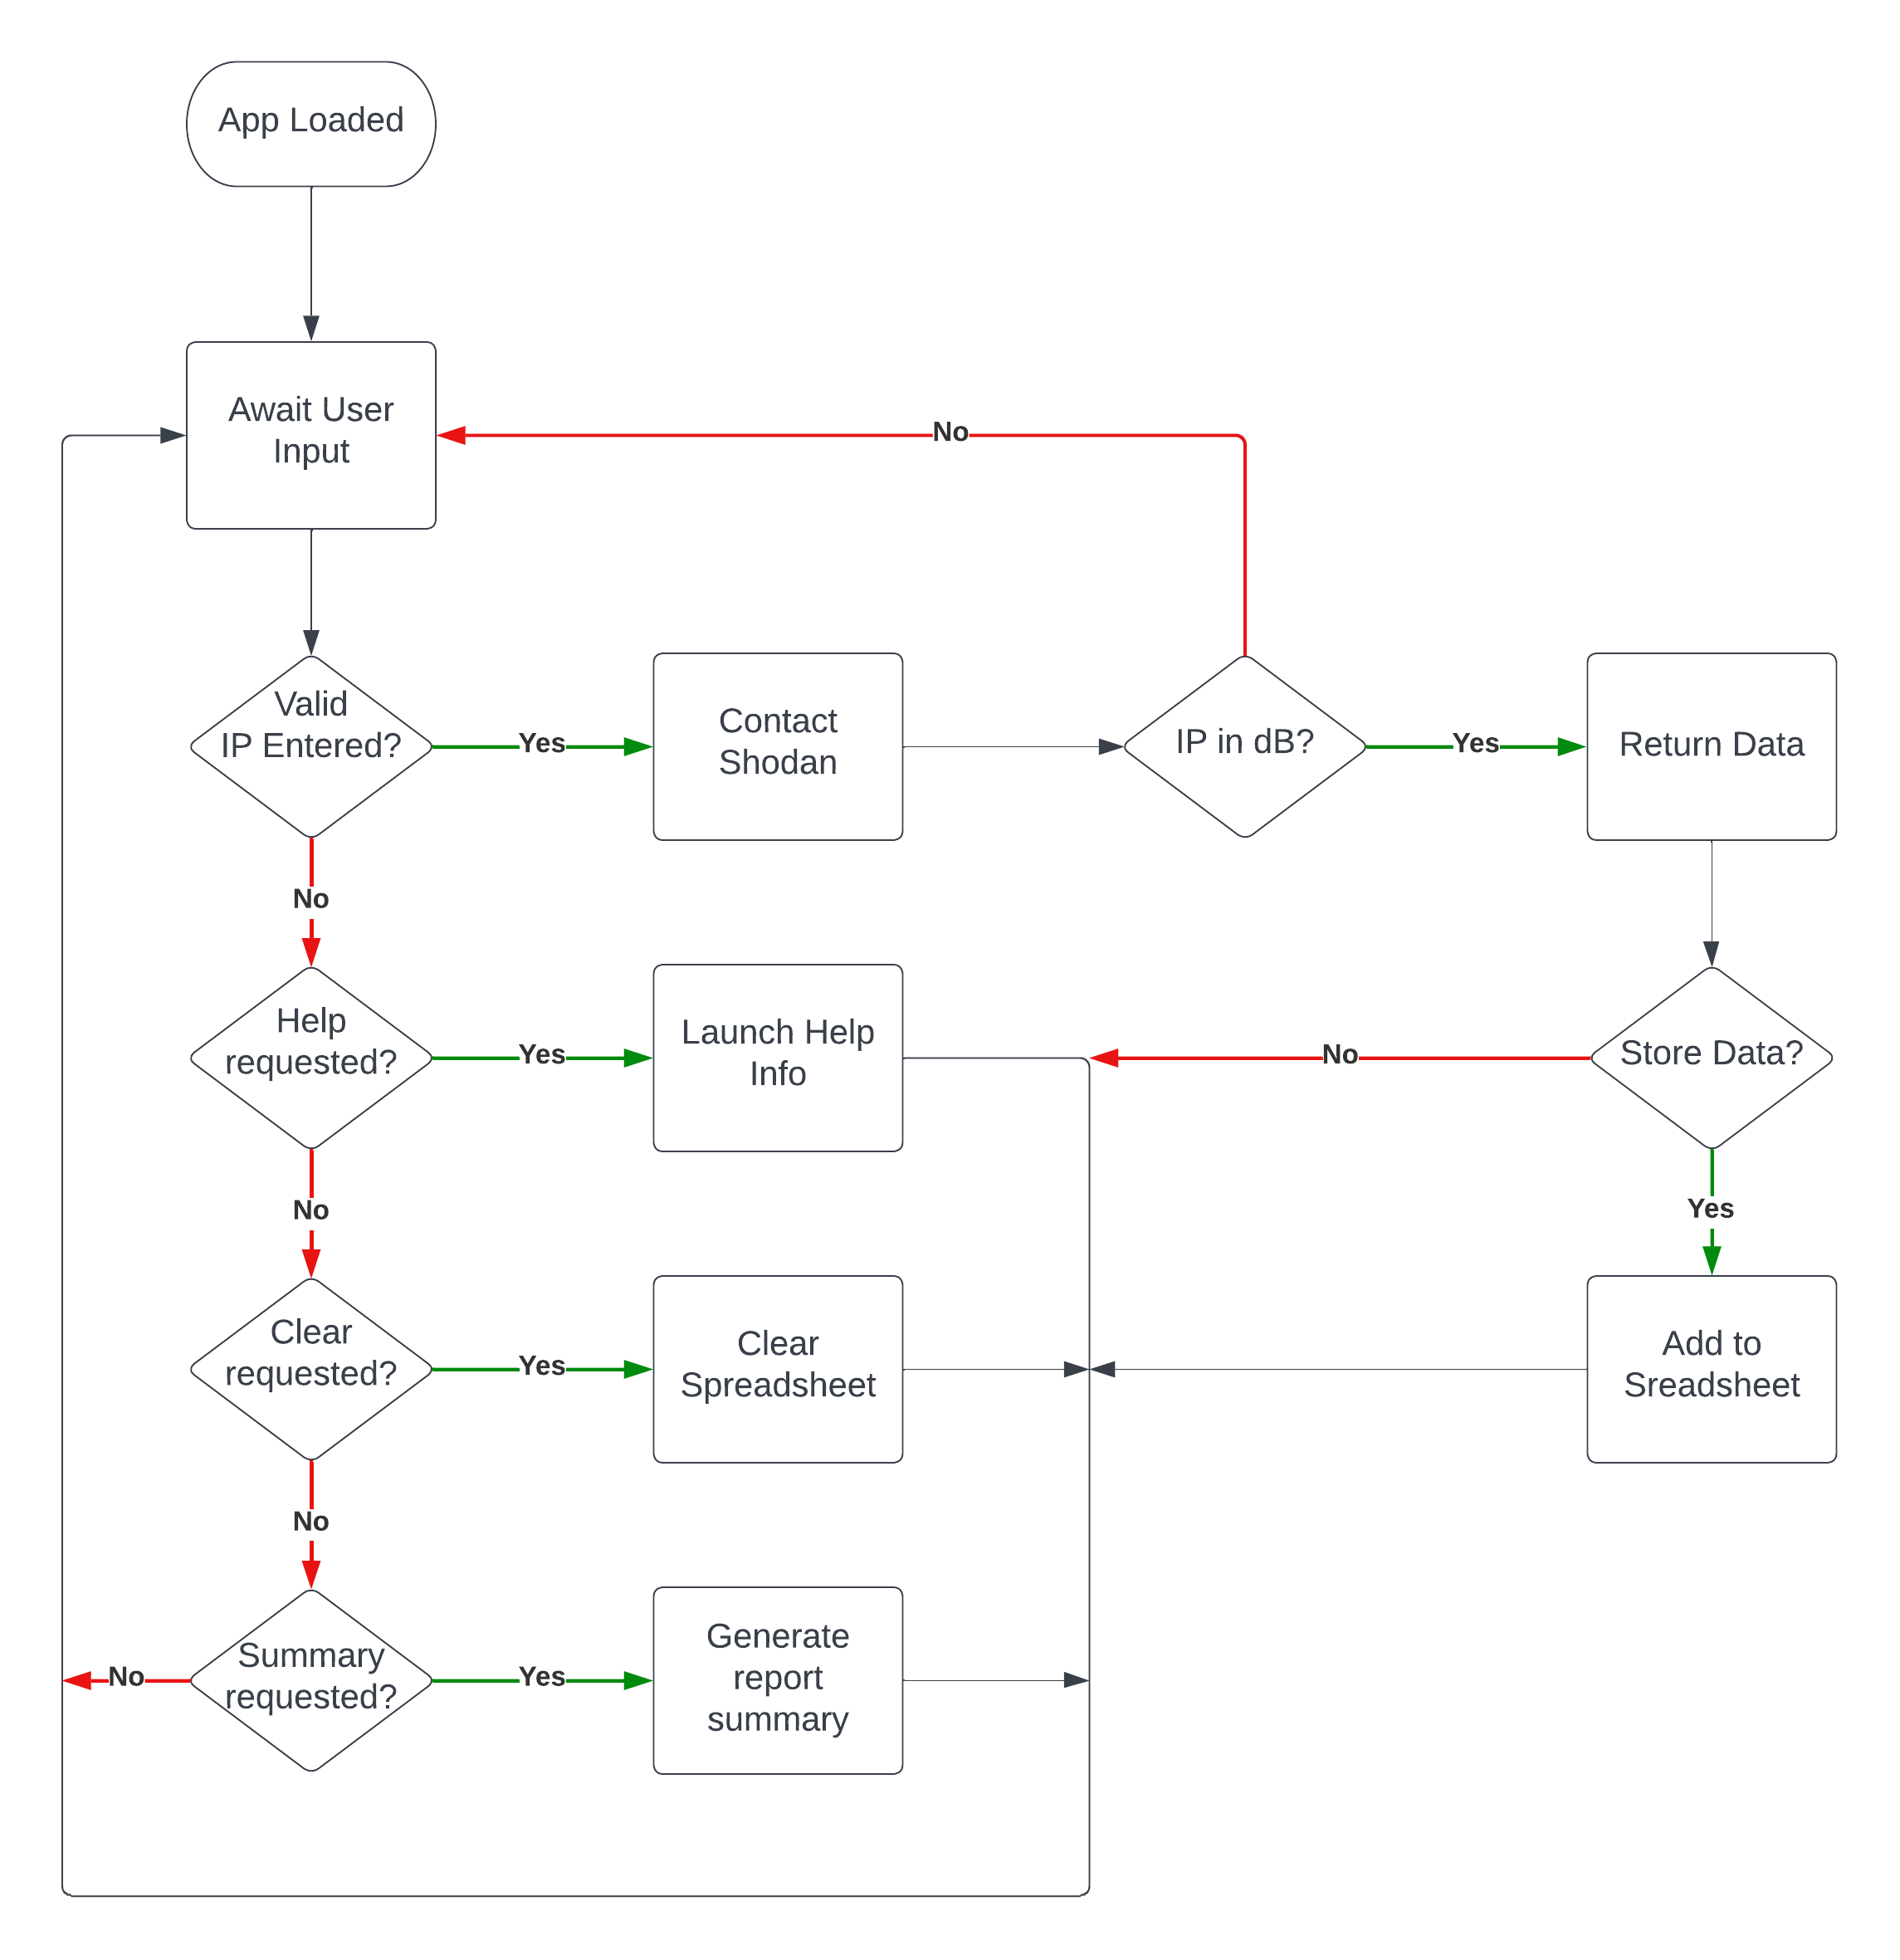 App Loaded
Await User
Input
No
Valid
IP Entered?
Yes
Contact
Shodan
IP in dB?
Yes
Return Data
No
Help
requested?
Yes
Launch Help
Info
No
Store Data?
No
Yes
Clear
requested?
Yes
Clear
Spreadsheet
Add to
Sreadsheet
No
Summary
requested?
No
Yes
Generate
report
summary